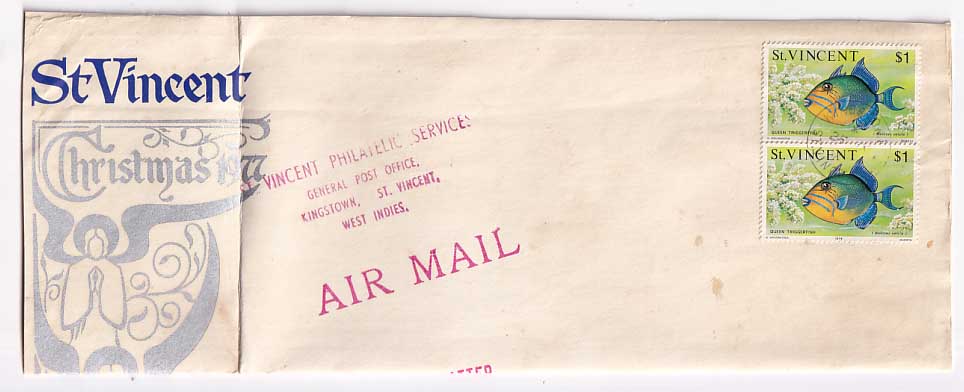 St Vincent
Christmas 1977
VINCENT PHILATELIC SERVICES
GENERAL POST OFFICE,
KINGSTOWN, ST. VINCENT,
WEST INDIES.
AIR MAIL
St.VINCENT $1
QUEEN TRIGGERFISH
St.VINCENT $1
QUEEN TRIGGERFISH